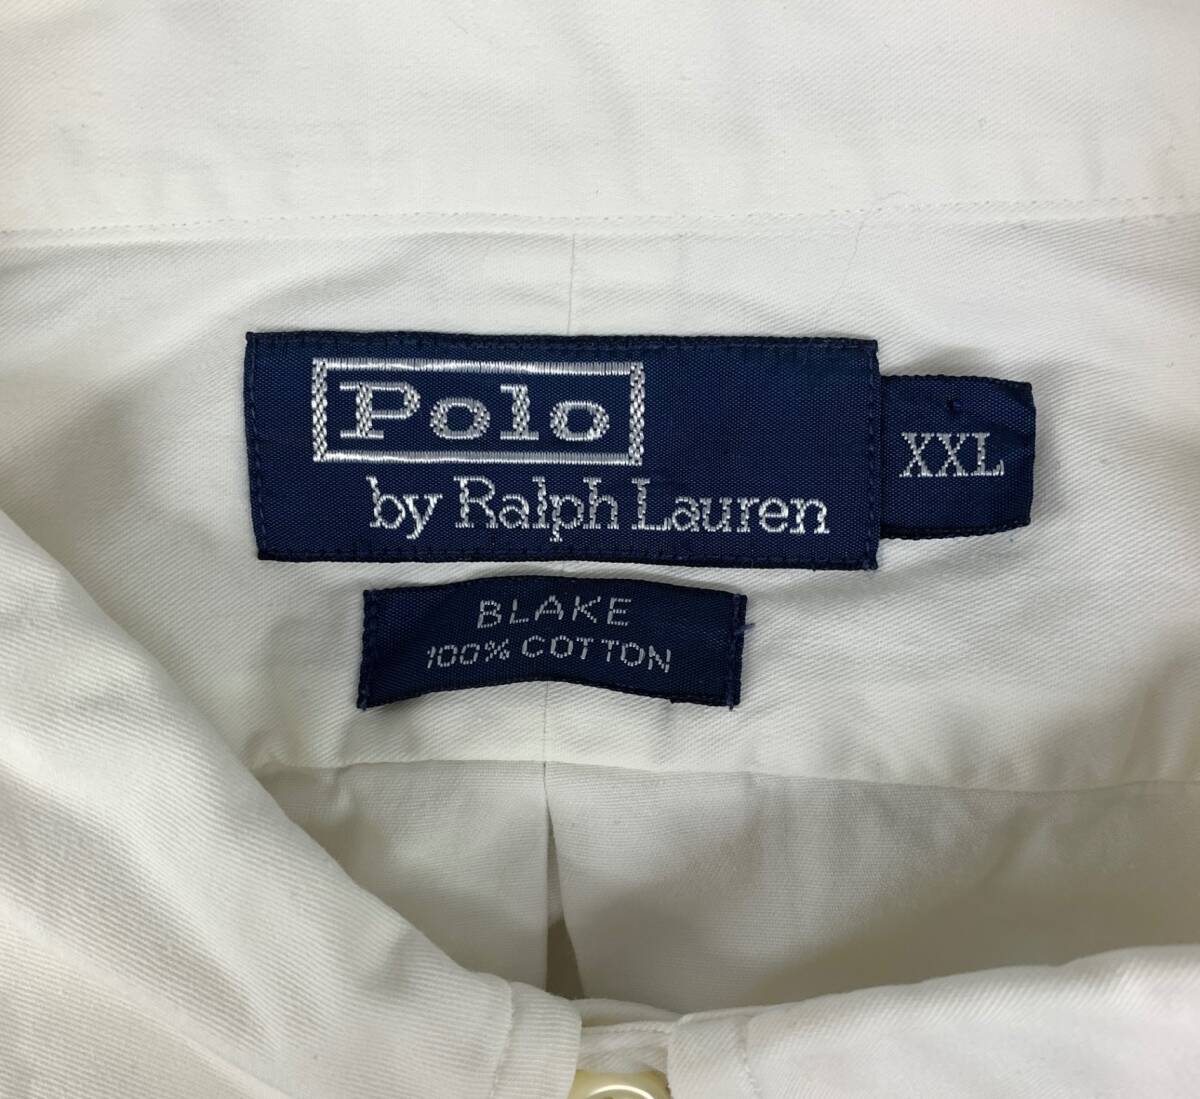 Polo
by Ralph Lauren
XXL
BLAKE
100% COTTON